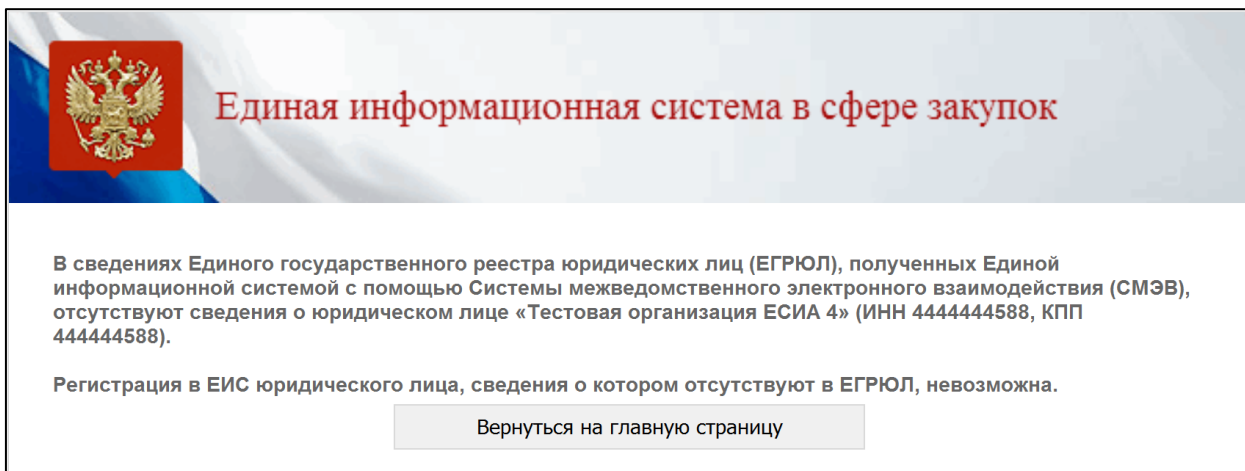 Единая информационная система в сфере закупок
В сведениях Единого государственного реестра юридических лиц (ЕГРЮЛ), полученных Единой
информационной системой с помощью Системы межведомственного электронного взаимодействия (СМЭВ),
отсутствуют сведения о юридическом лице «Тестовая организация ЕСИА 4» (ИНН 4444444588, КПП
444444588).
Регистрация в ЕИС юридического лица, сведения о котором отсутствуют в ЕГРЮЛ, невозможна.
Вернуться на главную страницу